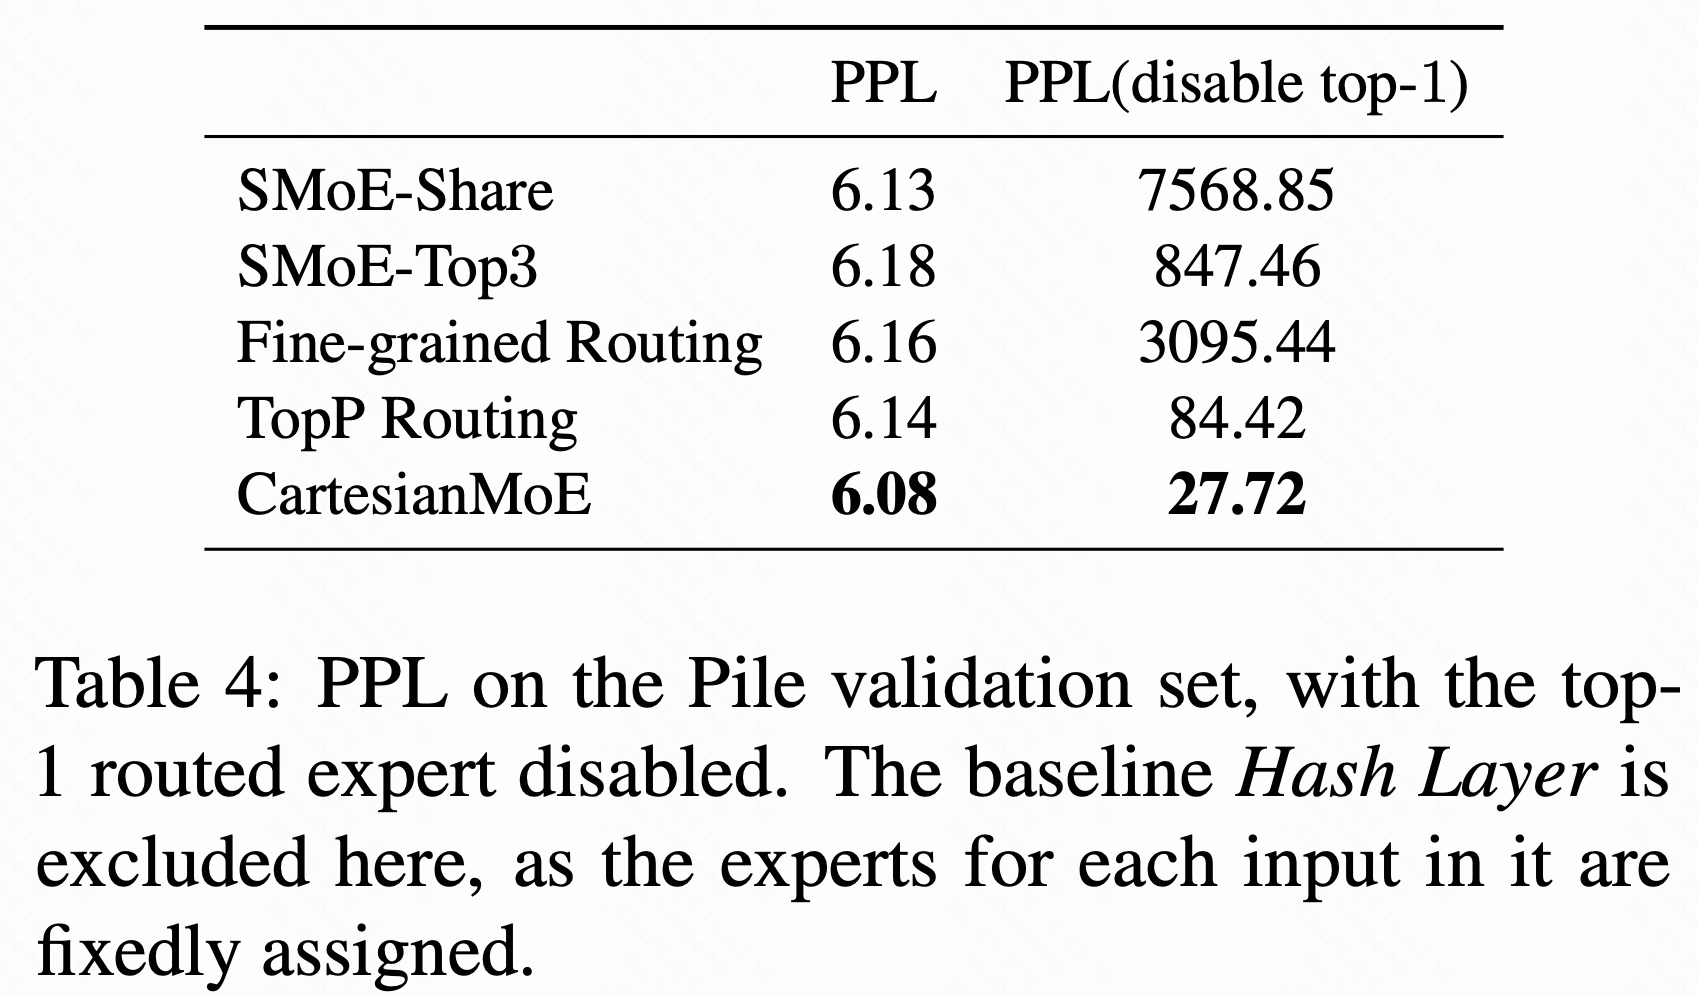 PPL PPL(disable top-1)
SMoE-Share 6.13 7568.85
SMoE-Top3 6.18 847.46
Fine-grained Routing 6.16 3095.44
TopP Routing 6.14 84.42
CartesianMoE 6.08 27.72
Table 4: PPL on the Pile validation set, with the top-
1 routed expert disabled. The baseline Hash Layer is
excluded here, as the experts for each input in it are
fixedly assigned.